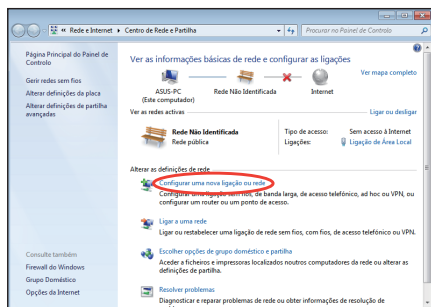 Rede e Internet ▸ Centro de Rede e Partilha
Procurar no Painel de Controlo
Página Principal do Painel de
Controlo
Gerir redes sem fios
Alterar definições da placa
Alterar definições de partilha
avançadas
Ver as informações básicas de rede e configurar as ligações
Ver mapa completo
ASUS-PC
(Este computador)
Rede Não Identificada
Internet
Ver as redes activas
Ligar ou desligar
Rede Não Identificada
Rede pública
Tipo de acesso: Sem acesso à Internet
Ligações: Ligação de Área Local
Alterar as definições de rede
Configurar uma nova ligação ou rede
Configurar uma ligação sem fios, de banda larga, de acesso telefónico, ad hoc ou VPN, ou
configurar um router ou um ponto de acesso.
Ligar a uma rede
Ligar ou restabelecer uma ligação de rede sem fios, com fios, de acesso telefónico ou VPN.
Escolher opções de grupo doméstico e partilha
Aceder a ficheiros e impressoras localizados noutros computadores da rede ou alterar as
definições de partilha.
Resolver problemas
Diagnosticar e reparar problemas de rede ou obter informações de resolução de
Consulte também
Firewall do Windows
Grupo Doméstico
Opções da Internet